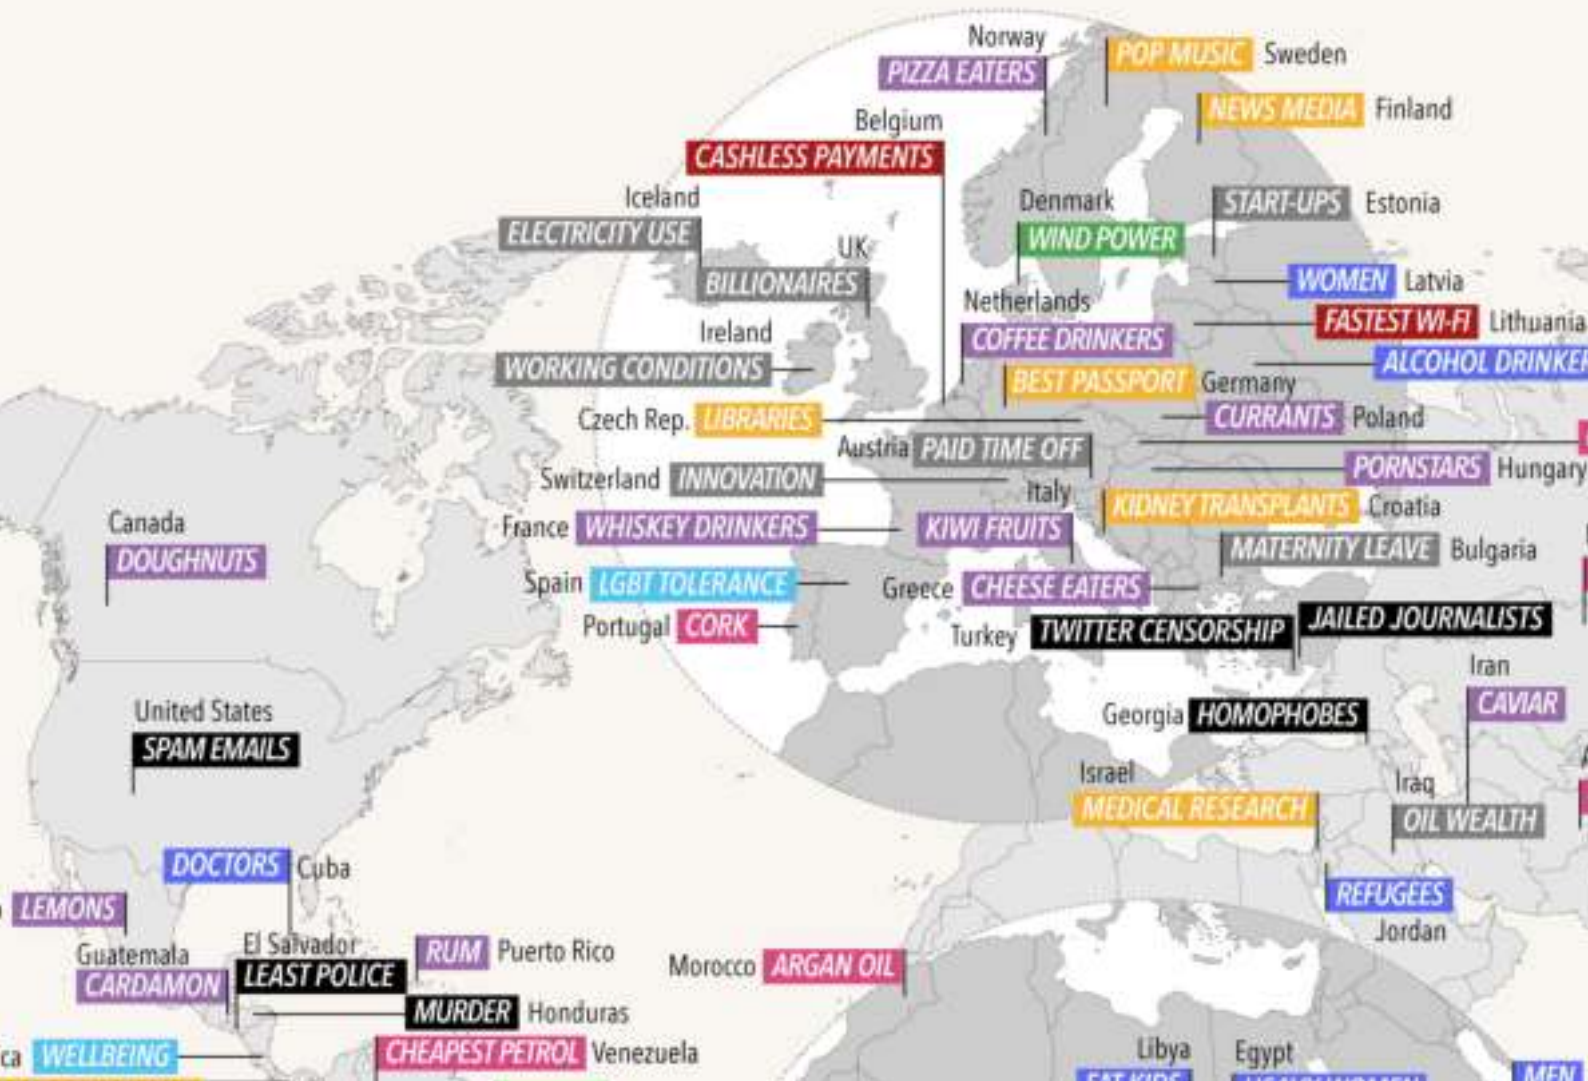 Norway
PIZZA EATERS
POP MUSIC Sweden
NEWS MEDIA Finland
Belgium
CASHLESS PAYMENTS
Iceland
ELECTRICITY USE
Denmark
WIND POWER
START-UPS Estonia
UK
BILLIONAIRES
WOMEN Latvia
Netherlands
COFFEE DRINKERS
FASTEST WI-FI Lithuania
Ireland
WORKING CONDITIONS
ALCOHOL DRINKER
BEST PASSPORT Germany
Czech Rep. LIBRARIES
CURRANTS Poland
Austria PAID TIME OFF
Switzerland INNOVATION
PORNSTARS Hungary
Italy
KIWI FRUITS
KIDNEY TRANSPLANTS Croatia
France WHISKEY DRINKERS
Canada
DOUGHNUTS
MATERNITY LEAVE Bulgaria
Spain LGBT TOLERANCE
Greece CHEESE EATERS
Portugal CORK
Turkey TWITTER CENSORSHIP JAILED JOURNALISTS
Iran
CAVIAR
United States
SPAM EMAILS
Georgia HOMOPHOBES
Israel
MEDICAL RESEARCH
Iraq
OIL WEALTH
DOCTORS Cuba
REFUGEES
Jordan
LEMONS
Guatemala
CARDAMON
El Salvador
LEAST POLICE
RUM Puerto Rico
Morocco ARGAN OIL
MURDER Honduras
ca WELLBEING
CHEAPEST PETROL Venezuela
Libya
FAT KIDS
Egypt
MEN